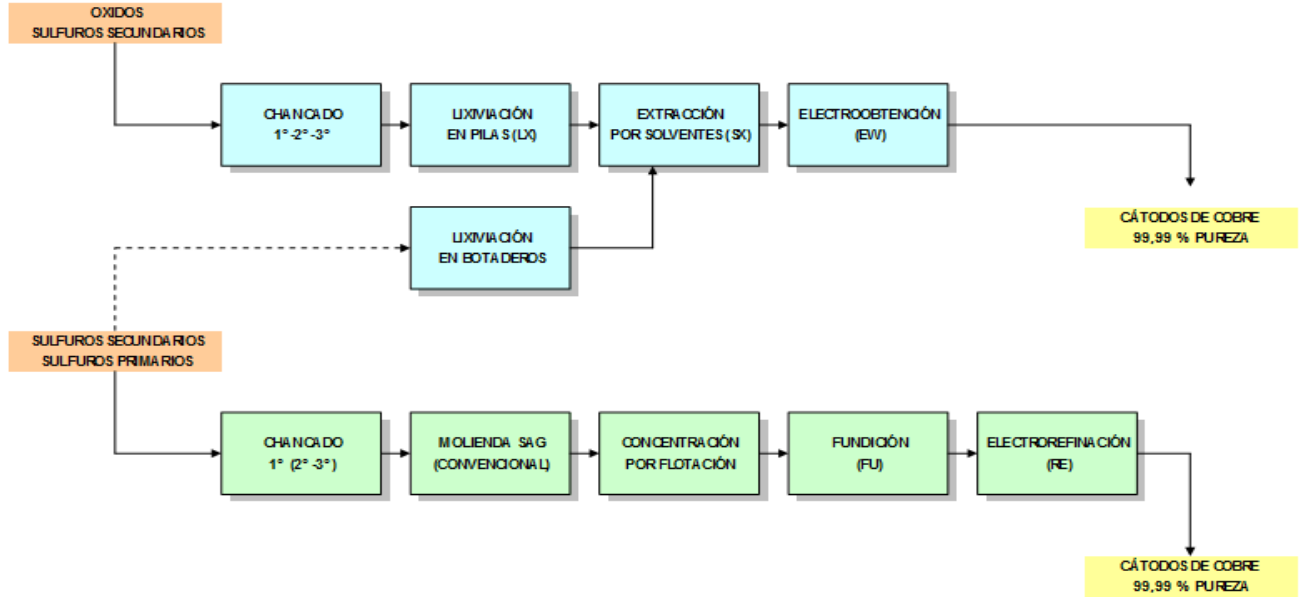 OXIDOS
SULFUROS SECUNDARIOS
CHANCADO
1° -2° -3°
LIXIVIACIÓN
EN PILAS (LX)
EXTRACCIÓN
POR SOLVENTES (SX)
ELECTROOBTENCIÓN
(EW)
CÁTODOS DE COBRE
99,99 % PUREZA
LIXIVIACIÓN
EN BOTADEROS
SULFUROS SECUNDARIOS
SULFUROS PRIMARIOS
CHANCADO
1° (2° -3°)
MOLIENDA SAG
(CONVENCIONAL)
CONCENTRACIÓN
POR FLOTACIÓN
FUNDICIÓN
(FU)
ELECTROREFINACIÓN
(RE)
CÁTODOS DE COBRE
99,99 % PUREZA